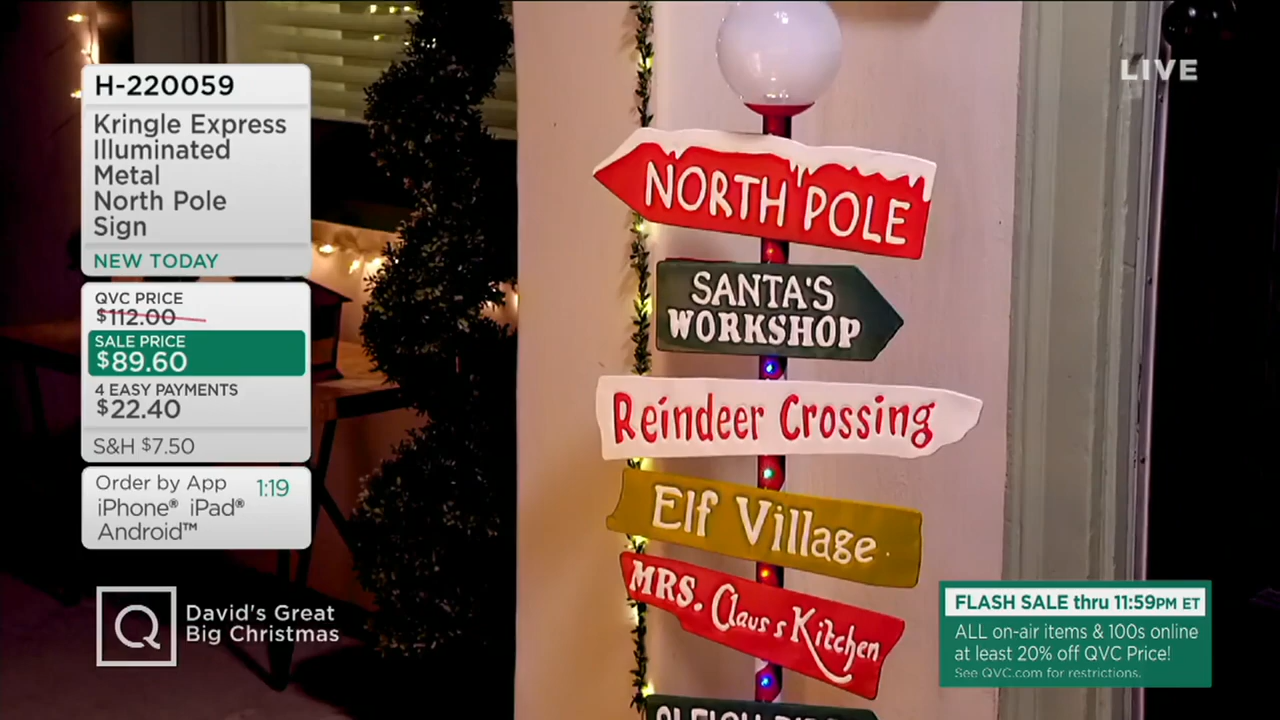 H-220059
Kringle Express
Illuminated
Metal
North Pole
Sign
NEW TODAY
QVC PRICE
$112.00
SALE PRICE
$89.60
4 EASY PAYMENTS
$22.40
S&H $7.50
Order by App 1:19
iPhone® iPad®
Android™
Q
David's Great
Big Christmas
LIVE
NORTH POLE
SANTA'S
WORKSHOP
Reindeer Crossing
Elf Village
MRS. Claus s Kitchen
FLASH SALE thru 11:59PM ET
ALL on-air items & 100s online
at least 20% off QVC Price!
See QVC.com for restrictions.